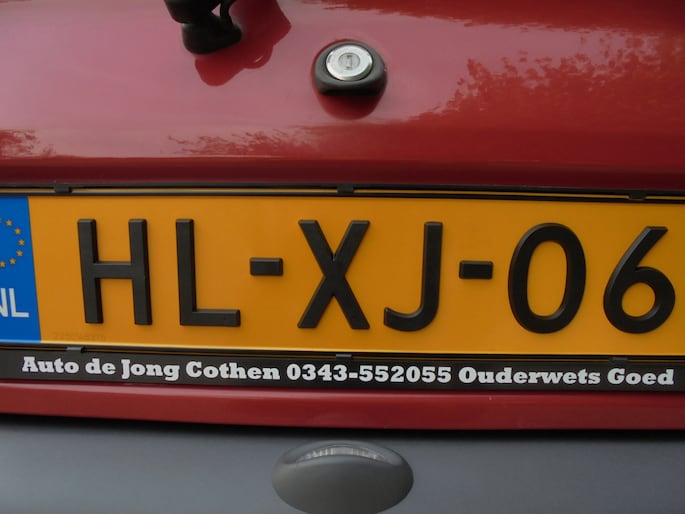 NL HL-XJ-06
Auto de Jong Cothen 0343-552055 Ouderwets Goed